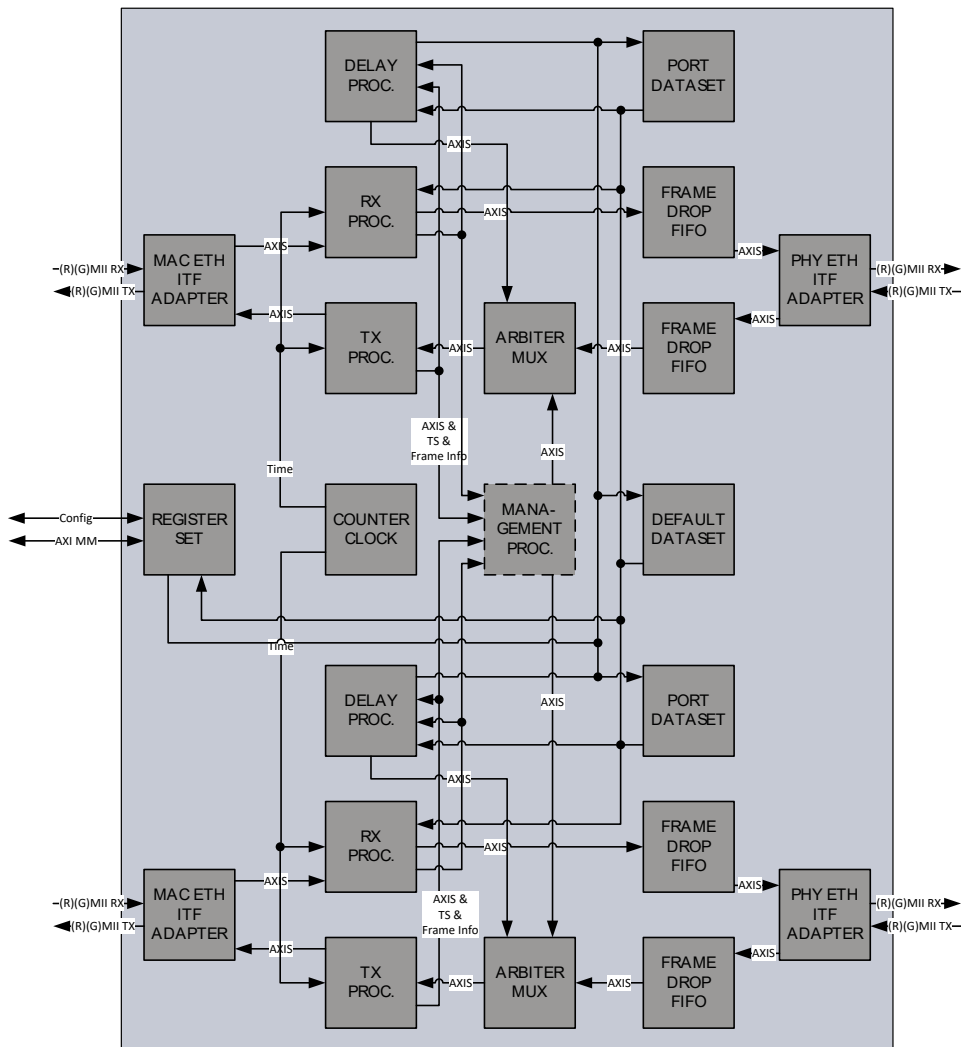 DELAY
PROC.
PORT
DATASET
AXIS
RX
PROC.
FRAME
DROP
FIFO
AXIS
AXIS
AXIS
MAC ETH
ITF
ADAPTER
PHY ETH
ITF
ADAPTER
(R)(G)MII RX
(R)(G)MII TX
(R)(G)MII RX
(R)(G)MII TX
AXIS
AXIS
TX
PROC.
AXIS
ARBITER
MUX
AXIS
FRAME
DROP
FIFO
AXIS &
TS &
Frame Info
AXIS
Time
Config
AXI MM
REGISTER
SET
COUNTER
CLOCK
MANA-
GEMENT
PROC.
DEFAULT
DATASET
Time
DELAY
PROC.
AXIS
PORT
DATASET
AXIS
RX
PROC.
AXIS
FRAME
DROP
FIFO
AXIS
AXIS
MAC ETH
ITF
ADAPTER
PHY ETH
ITF
ADAPTER
(R)(G)MII RX
(R)(G)MII TX
(R)(G)MII RX
(R)(G)MII TX
AXIS &
TS &
Frame Info
AXIS
AXIS
TX
PROC.
AXIS
ARBITER
MUX
AXIS
FRAME
DROP
FIFO